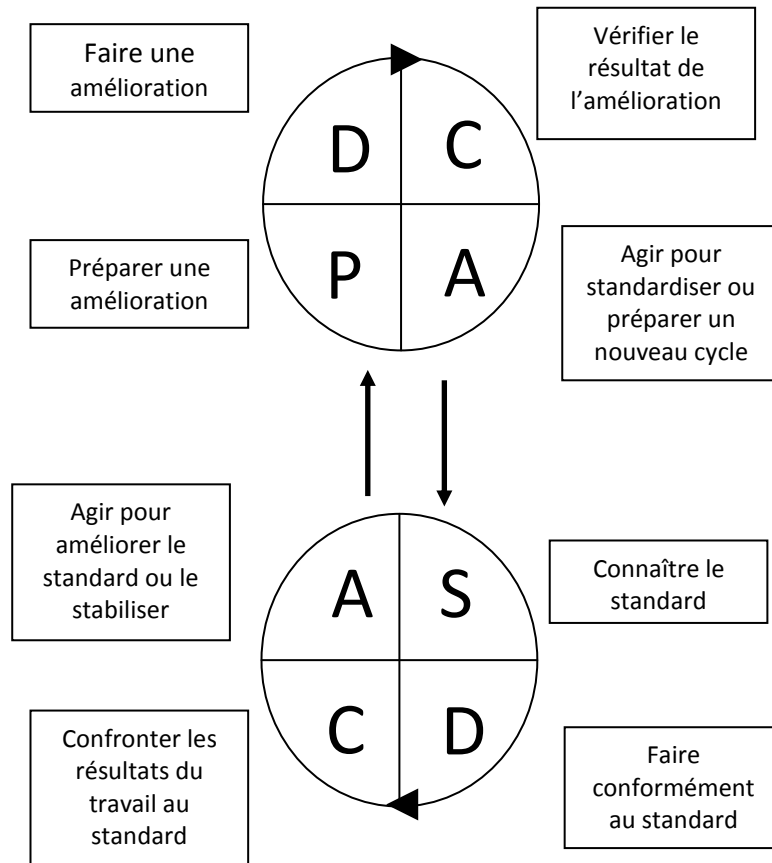 Faire une
amélioration
D
C
Vérifier le
résultat de
l’amélioration
Préparer une
amélioration
P
A
Agir pour
standardiser ou
préparer un
nouveau cycle
Agir pour
améliorer le
standard ou le
stabiliser
A
S
Connaître le
standard
Confronter les
résultats du
travail au
standard
C
D
Faire
conformément
au standard